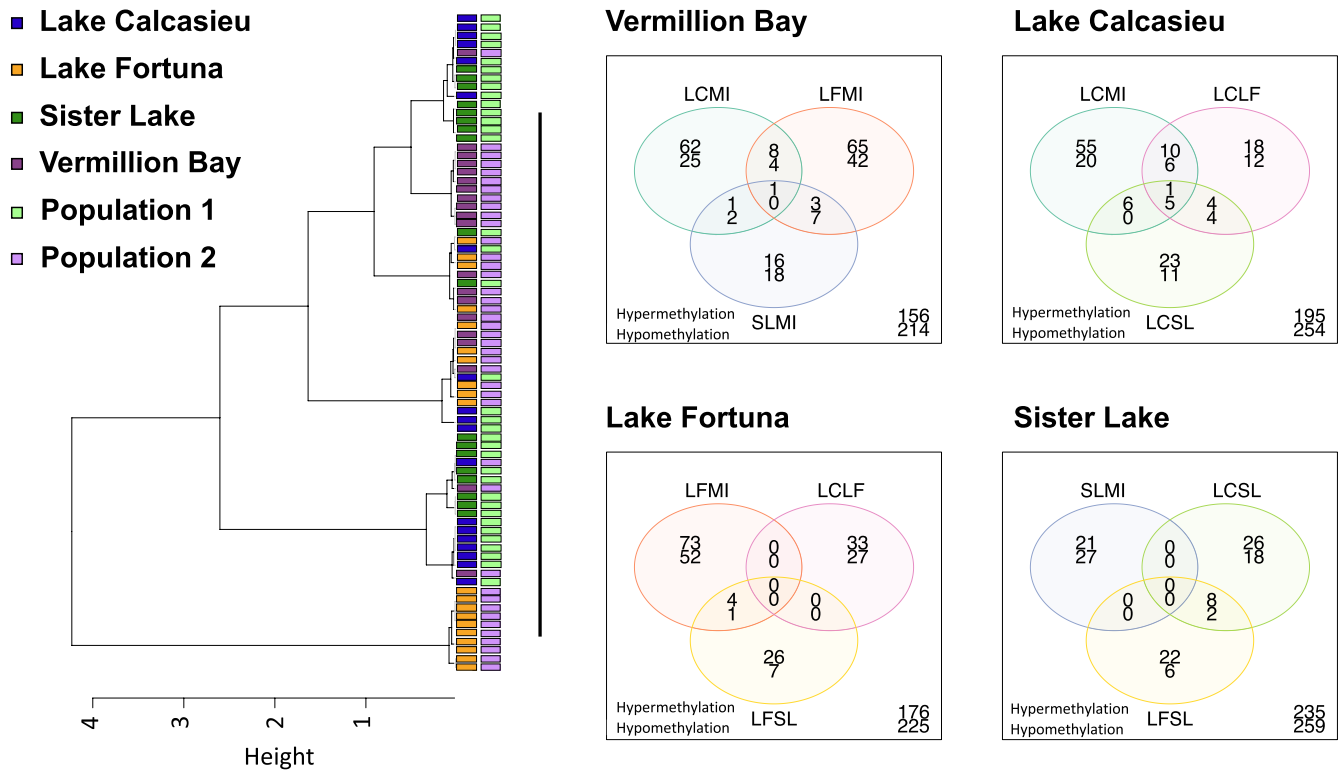 Lake Calcasieu
Lake Fortuna
Sister Lake
Vermillion Bay
Population 1
Population 2
4
3
2
1
Height
Vermillion Bay
LCMI
LFMI
62
25
8
4
65
42
1
0
1
2
3
7
16
18
Hypermethylation
Hypomethylation
SLMI
156
214
Lake Calcasieu
LCMI
LCLF
55
20
10
6
18
12
1
5
6
0
4
4
23
11
Hypermethylation
Hypomethylation
LCSL
195
254
Lake Fortuna
LFMI
LCLF
73
52
0
0
33
27
0
0
4
1
0
0
26
7
Hypermethylation
Hypomethylation
LFSL
176
225
Sister Lake
SLMI
LCSL
21
27
0
0
26
18
0
0
0
0
8
2
22
6
Hypermethylation
Hypomethylation
LFSL
235
259